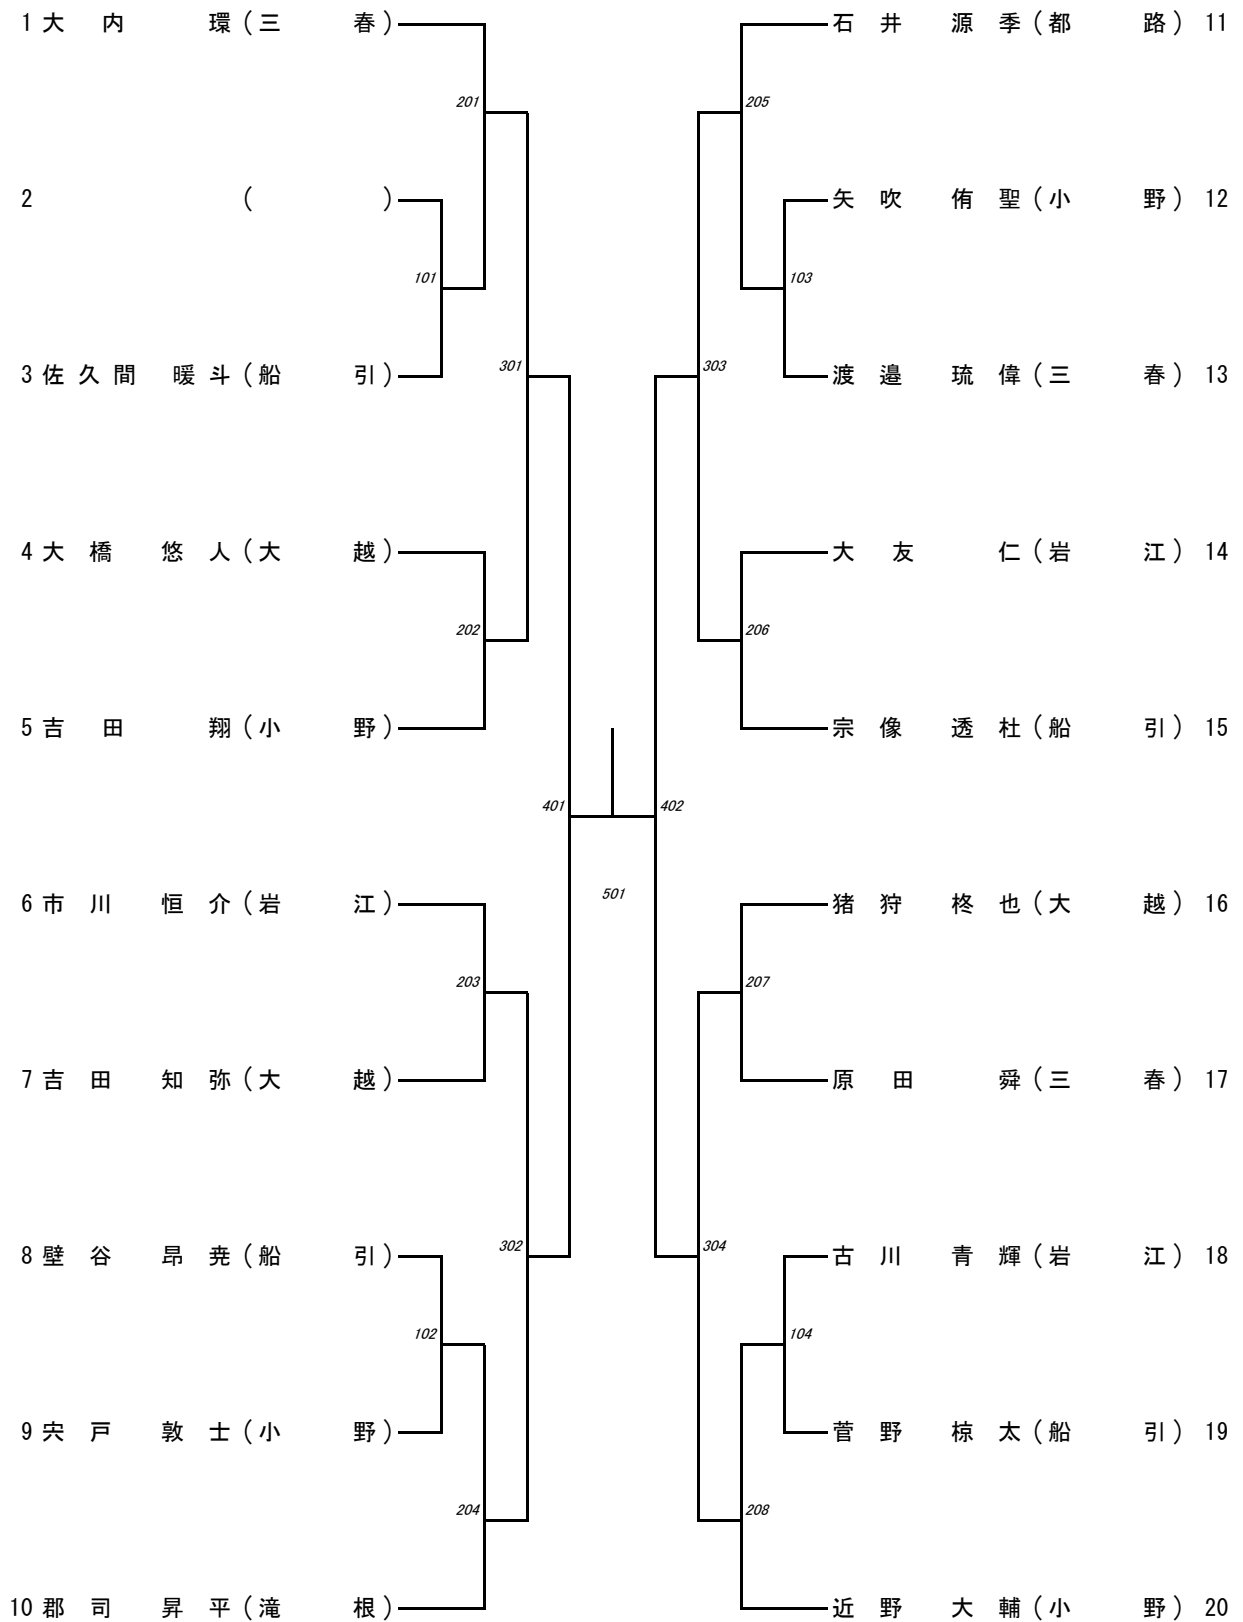 1 大内 環 (三春)
石井 源季 (都路) 11
201
205
2 ( )
矢吹 侑聖 (小野) 12
101
103
3 佐久間 暖斗 (船引)
301
303
渡邉 琉偉 (三春) 13
4 大橋 悠人 (大越)
大友 仁 (岩江) 14
202
206
5 吉田 翔 (小野)
宗像 透杜 (船引) 15
401
402
6 市川 恒介 (岩江)
501
猪狩 柊也 (大越) 16
203
207
7 吉田 知弥 (大越)
原田 舜 (三春) 17
8 壁谷 昂尭 (船引)
302
304
古川 青輝 (岩江) 18
102
104
9 宍戸 敦士 (小野)
菅野 椋太 (船引) 19
204
208
10 郡司 昇平 (滝根)
近野 大輔 (小野) 20